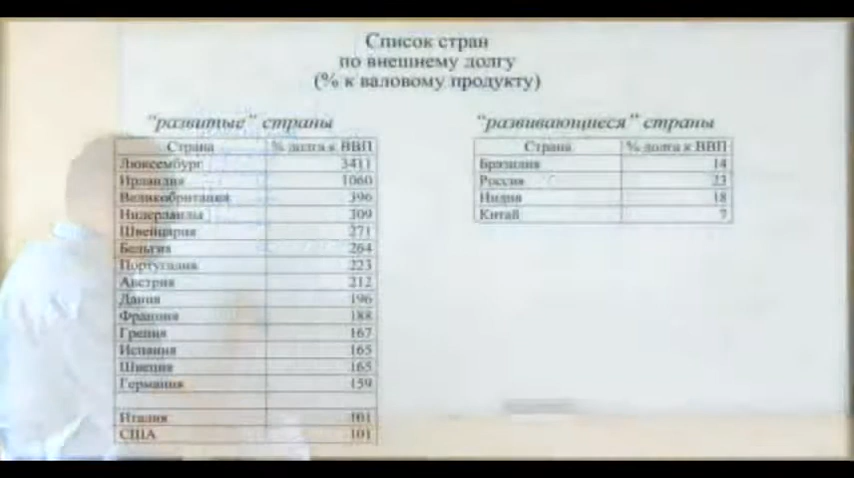 Список стран
по внешнему долгу
(% к валовому продукту)
"развитые" страны
Страна % долга к ВВП
Люксембург 3411
Ирландия 1060
Великобритания 396
Нидерланды 309
Швейцария 271
Бельгия 264
Португалия 223
Австрия 212
Дания 196
Франция 188
Греция 167
Испания 165
Швеция 165
Германия 159
Италия 101
США 101
"развивающиеся" страны
Страна % долга к ВВП
Бразилия 14
Россия 23
Индия 18
Китай 7